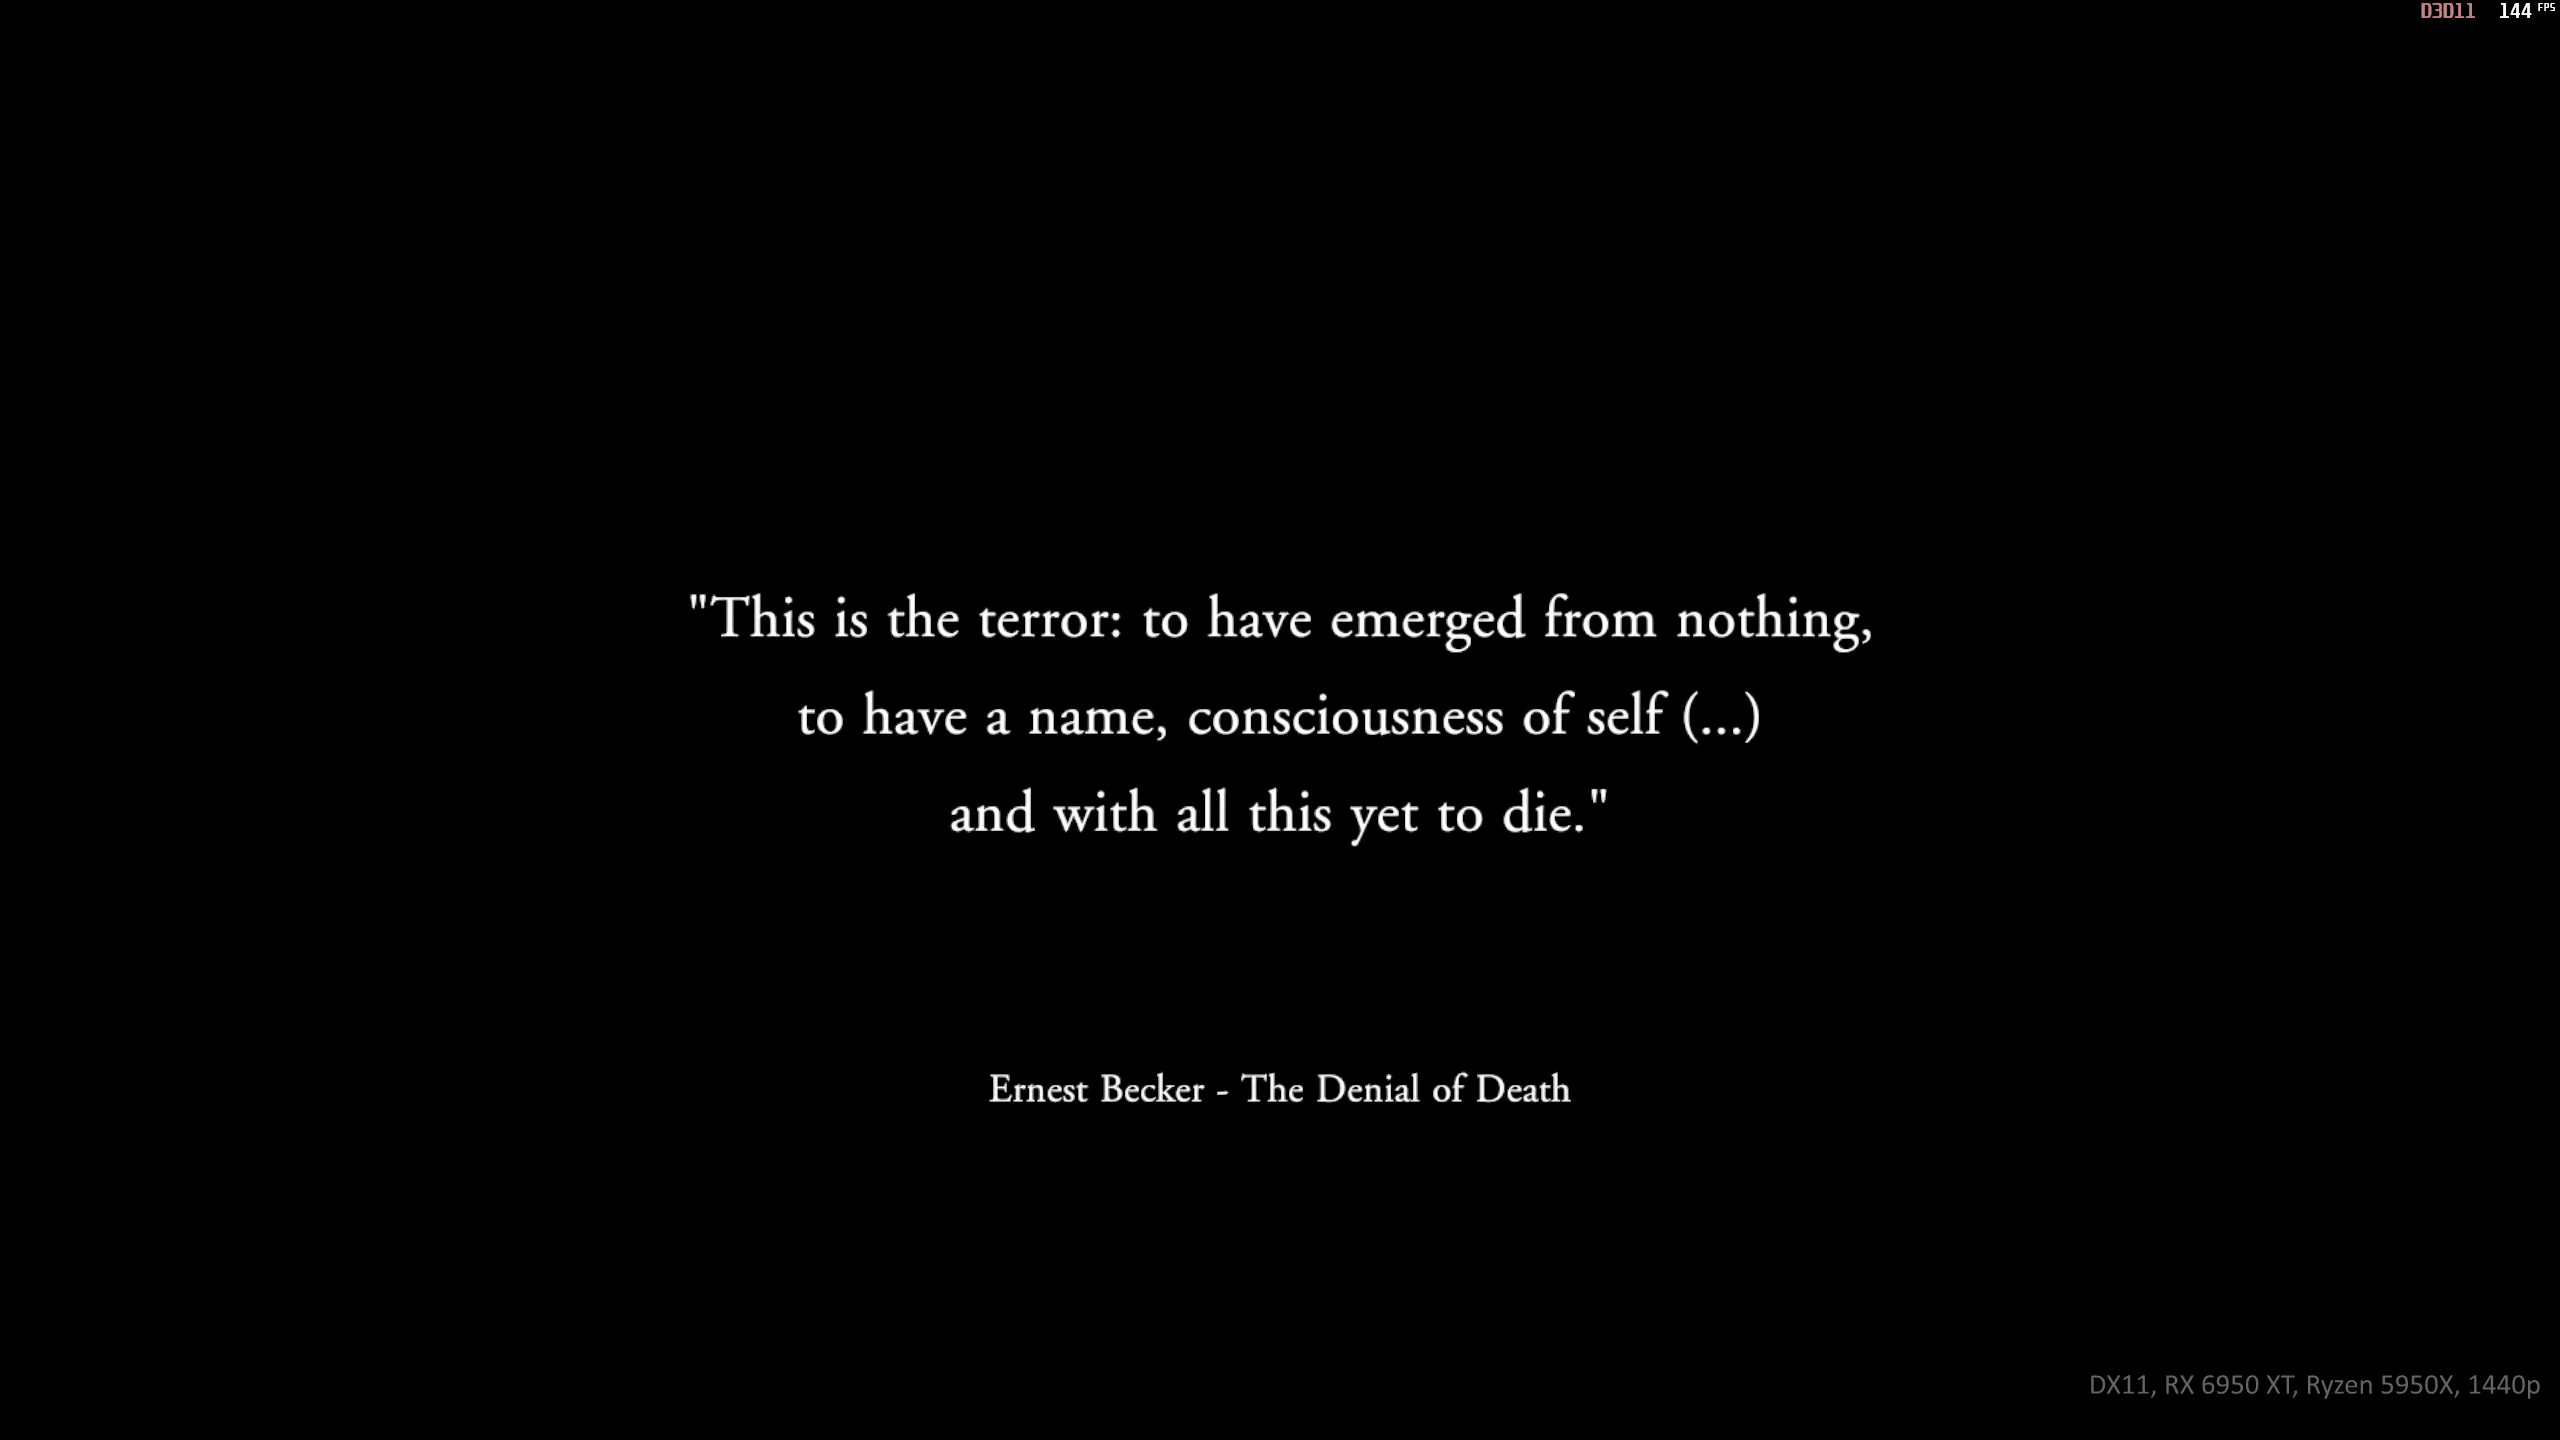 D3D11 144 FPS
"This is the terror: to have emerged from nothing,
to have a name, consciousness of self (...)
and with all this yet to die."
Ernest Becker - The Denial of Death
DX11, RX 6950 XT, Ryzen 5950X, 1440p